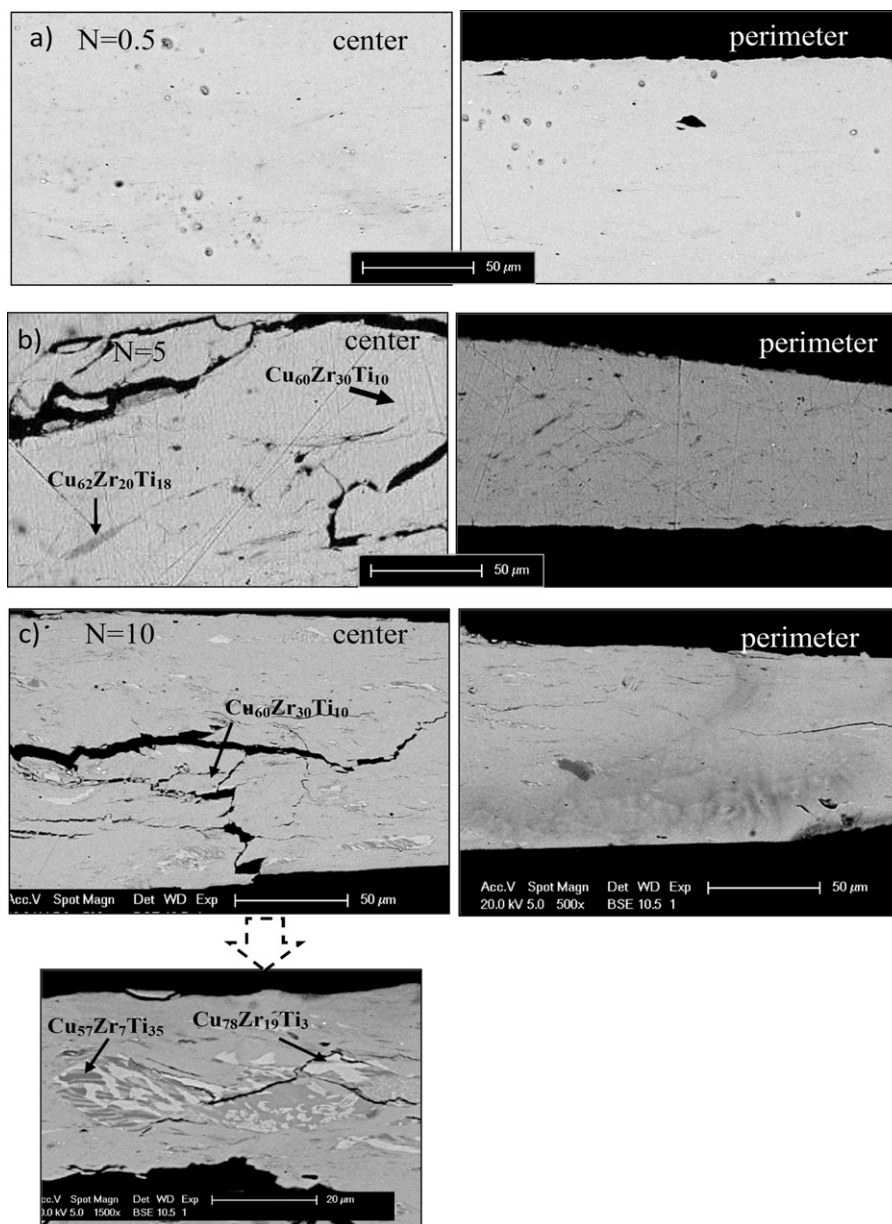 a) N=0.5 center
perimeter
50 µm
b) N=5 center
Cu60Zr30Ti10
Cu62Zr20Ti18
perimeter
50 µm
c) N=10 center
Cu60Zr30Ti10
Acc.V Spot Magn Det WD Exp
50 µm
perimeter
Acc.V Spot Magn Det WD Exp
20.0 kV 5.0 500x BSE 10.5 1
50 µm
Cu57Zr7Ti35
Cu78Zr19Ti3
Acc.V Spot Magn Det WD Exp
0.0 kV 5.0 1500x BSE 10.5 1
20 µm